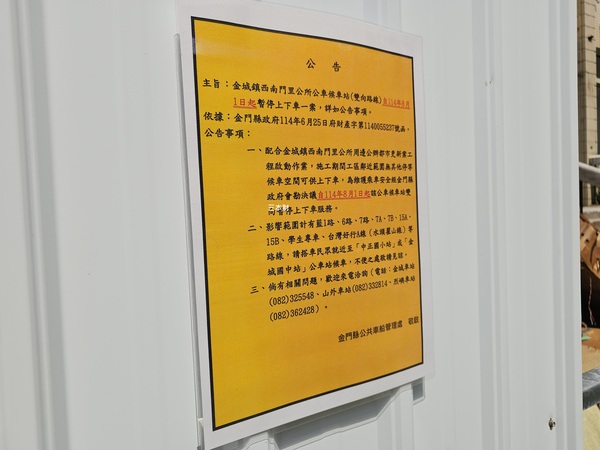 公 告
主旨：金城鎮西南門里公所公車候車站(雙向路線)自114年8月
1日起暫停上下車一案，詳如公告事項。
依據：金門縣政府114年6月25日府財產字第1140055237號函。
公告事項：
一、配合金城鎮西南門里公所周邊公辦都市更新案工
程啟動作業，施工期間工區鄰近範圍無其他停等
候車空間可供上下車，為維護乘車安全經金門縣
政府會勘決議自114年8月1日起該公車候車站雙
向暫停上下車服務。
二、影響範圍計有藍1路、6路、7路、7A、7B、15A、
15B、學生專車、台灣好行A線(水頭翟山線)等
路線，請搭車民眾就近至「中正國小站」或「金
城國中站」公車站候車，不便之處敬請見諒。
三、倘有相關問題，歡迎來電洽詢(電話：金城車站
(082)325548、山外車站(082)332814、烈嶼車站
(082)362428)。
金門縣公共車船管理處 敬啟